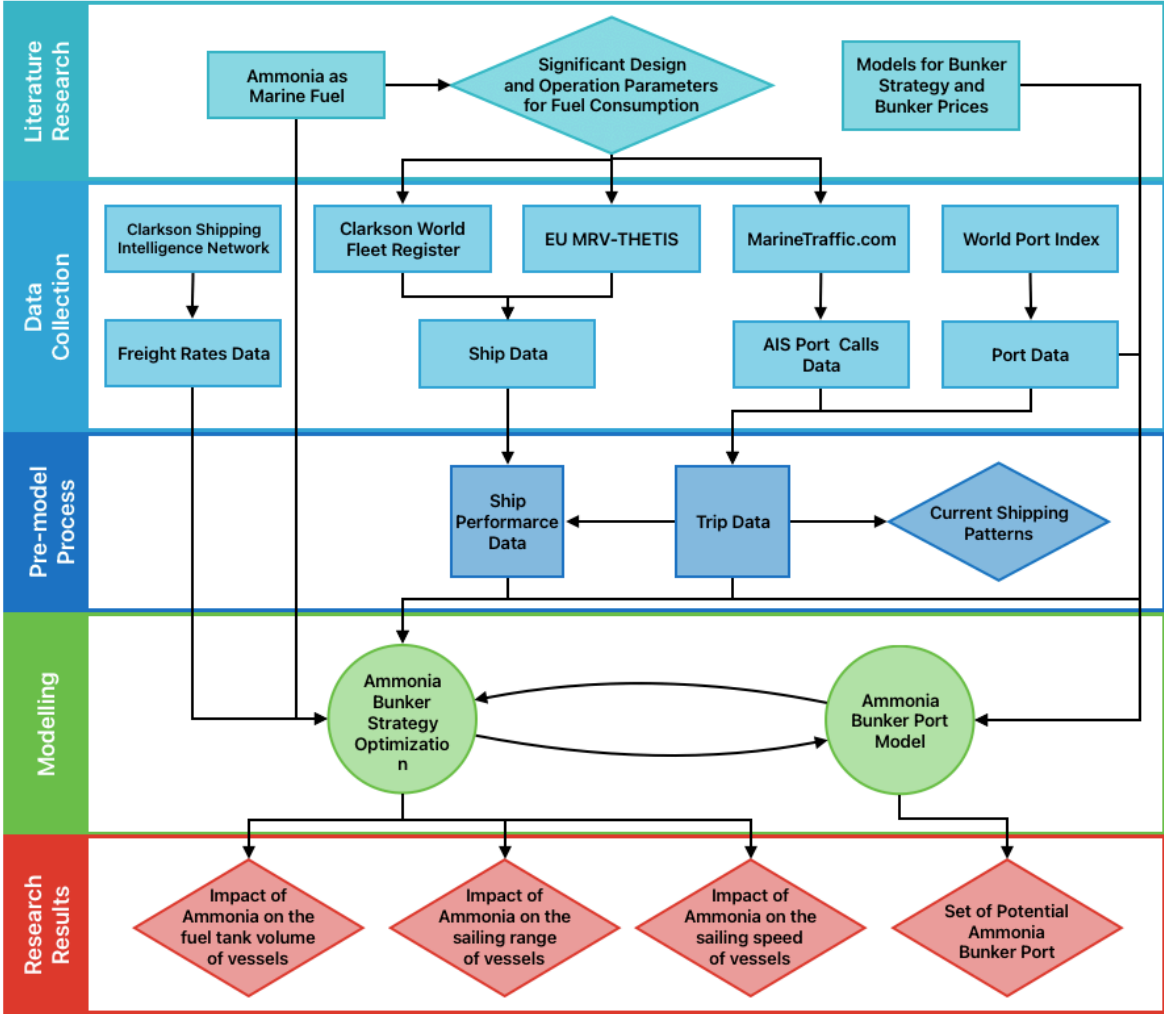 Literature
Research
Ammonia as
Marine Fuel
Significant Design
and Operation Parameters
for Fuel Consumption
Models for Bunker
Strategy and
Bunker Prices
Data
Collection
Clarkson Shipping
Intelligence Network
Clarkson World
Fleet Register
EU MRV-THETIS
MarineTraffic.com
World Port Index
Freight Rates Data
Ship Data
AIS Port Calls
Data
Port Data
Pre-model
Process
Ship
Performarce
Data
Trip Data
Current Shipping
Patterns
Modelling
Ammonia
Bunker
Strategy
Optimizatio
n
Ammonia
Bunker Port
Model
Research
Results
Impact of
Ammonia on the
fuel tank volume
of vessels
Impact of
Ammonia on the
sailing range
of vessels
Impact of
Ammonia on the
sailing speed
of vessels
Set of Potential
Ammonia
Bunker Port